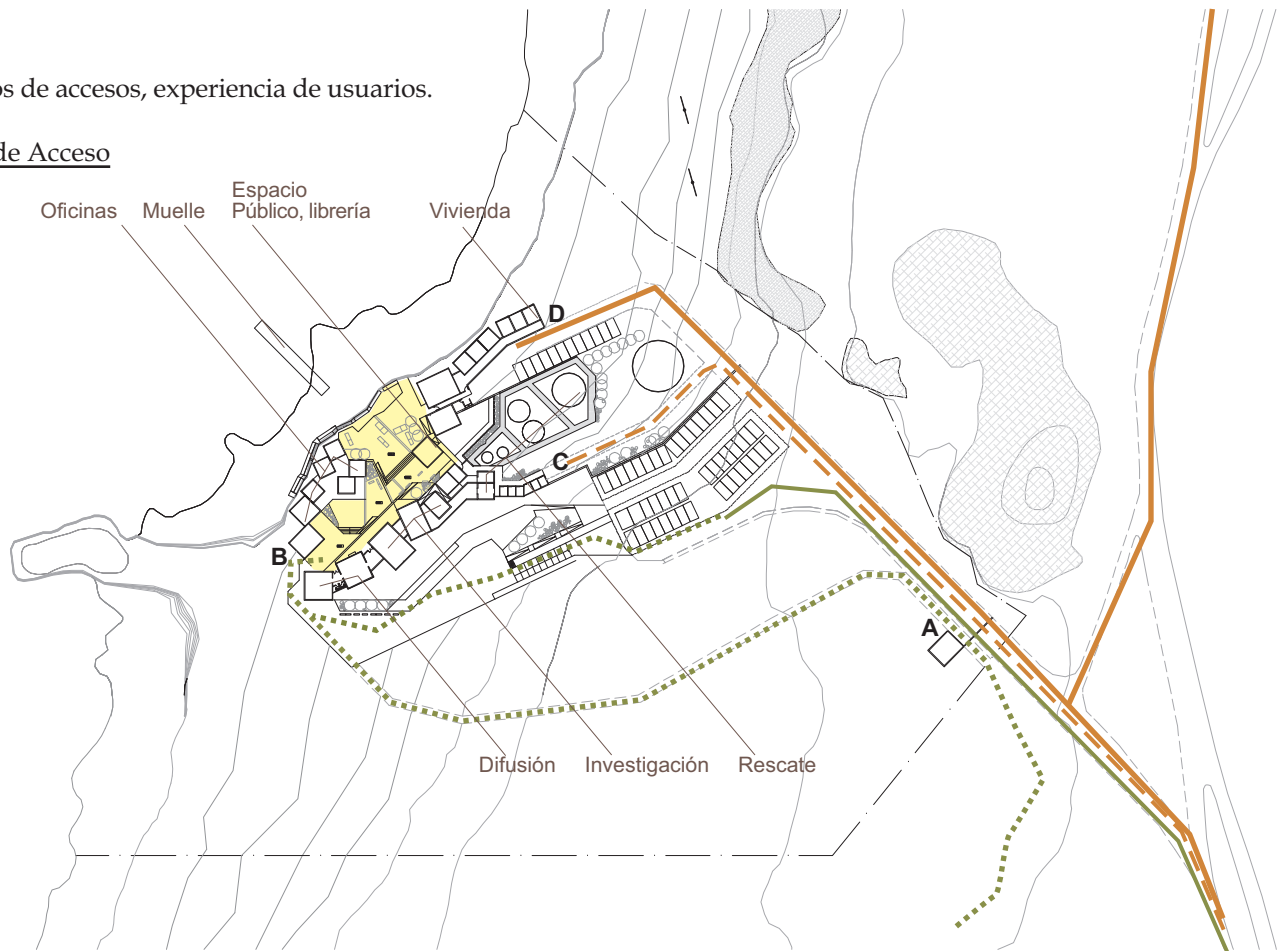 os de accesos, experiencia de usuarios.
de Acceso
Oficinas
Muelle
Espacio
Público, librería
Vivienda
D
C
B
A
Difusión
Investigación
Rescate